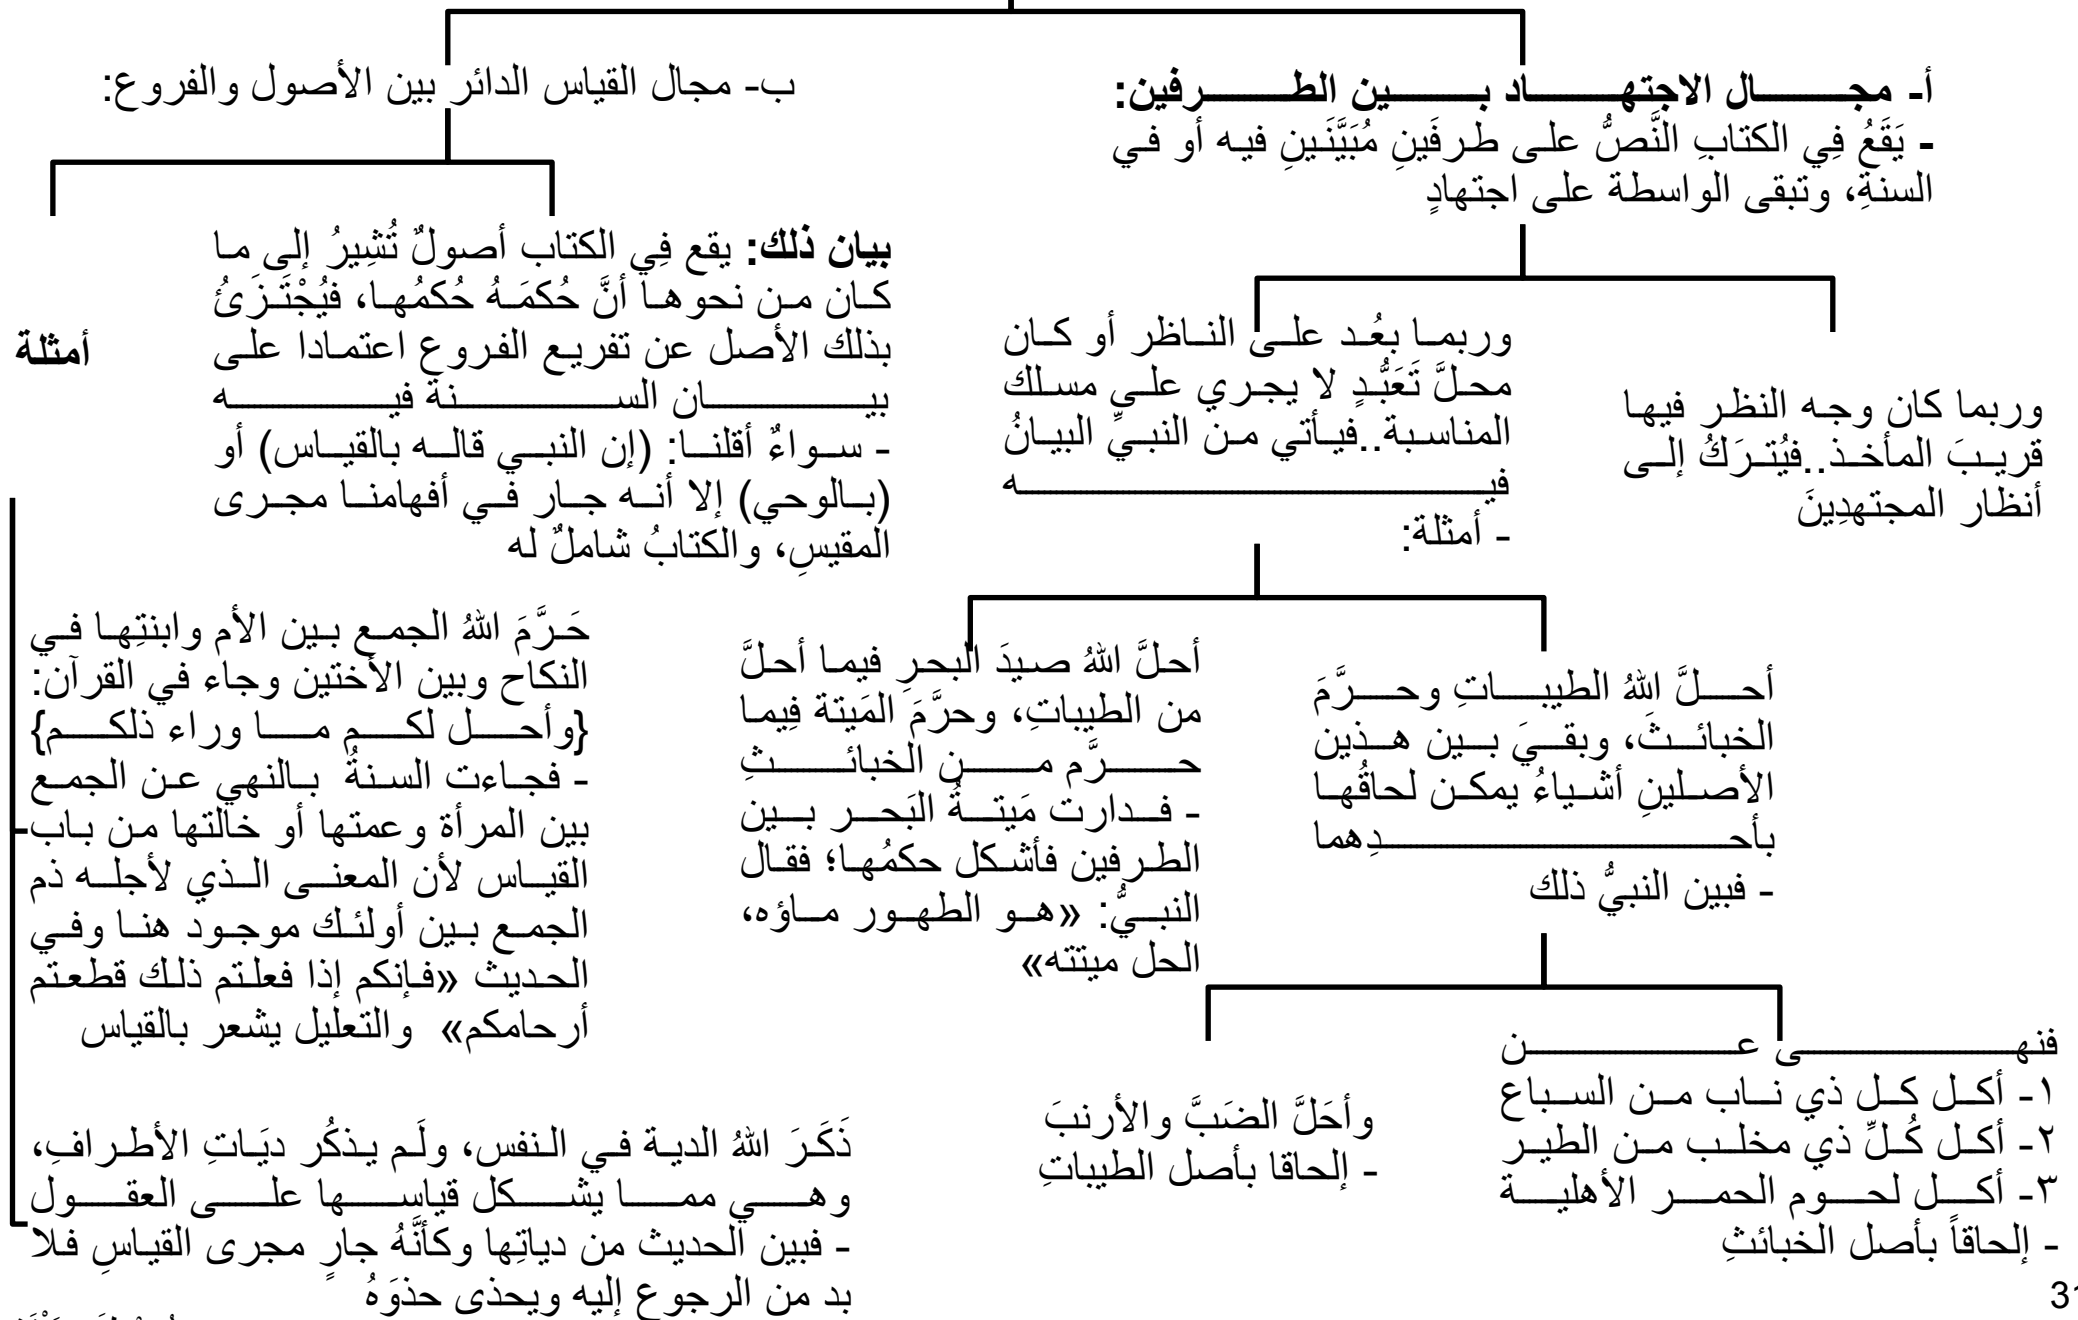 أ- مجال الاجتهاد بين الطرفين:
- يَقَعُ فِي الكتابِ النَّصُّ على طرفَينِ مُبَيَّنَينِ فيه أو في
السنةِ، وتبقى الواسطة على اجتهادٍ
وربما كان وجه النظر فيها
قريبَ المأخذ..فيُتركُ إلى
أنظار المجتهدِينَ
وربما بعُد على الناظر أو كان
محلَّ تَعَبُّدٍ لا يجري على مسلك
المناسبة..فيأتي من النبيِّ البيانُ
فيه
- أمثلة:
أحلَّ اللهُ الطيباتِ وحرَّمَ
الخبائثَ، وبقيَ بين هذين
الأصلينِ أشياءُ يمكن لحاقُها
بأحدِهما
- فبين النبيُّ ذلك
فنهى عن
١- أكل كل ذي ناب من السباع
٢- أكل كُلِّ ذي مخلب من الطير
٣- أكل لحوم الحمر الأهلية
- إلحاقاً بأصل الخبائثِ
وأحَلَّ الضَبَّ والأرنبَ
- إلحاقا بأصل الطيباتِ
أحلَّ اللهُ صيدَ البحرِ فيما أحلَّ
من الطيباتِ، وحرَّمَ المَيتة فِيما
حرَّم من الخبائثِ
- فدارت مَيتةُ البَحر بين
الطرفين فأشكل حكمُها؛ فقال
النبيُّ: «هو الطهور ماؤه،
الحل ميتته»
ب- مجال القياس الدائر بين الأصول والفروع:
بيان ذلك: يقع فِي الكتاب أصولٌ تُشِيرُ إلى ما
كان من نحوها أنَّ حُكمَهُ حُكمُها، فيُجْتَزَئُ
بذلك الأصل عن تفريع الفروع اعتمادا على
بيان السنة فيه
- سواءٌ أقلنا: (إن النبي قاله بالقياس) أو
(بالوحي) إلا أنه جار في أفهامنا مجرى
المقيسِ، والكتابُ شاملٌ له
أمثلة
حَرَّمَ اللهُ الجمع بين الأم وابنتِها في
النكاح وبين الأختين وجاء في القرآن:
{وأحل لكم ما وراء ذلكم}
- فجاءت السنةُ بالنهي عن الجمع
بين المرأة وعمتها أو خالتها من باب
القياس لأن المعنى الذي لأجله ذم
الجمع بين أولئك موجود هنا وفي
الحديث «فإنكم إذا فعلتم ذلك قطعتم
أرحامكم» والتعليل يشعر بالقياس
ذَكَرَ اللهُ الدية في النفس، ولَم يذكُر ديَاتِ الأطرافِ،
وهي مما يشكل قياسها على العقول
- فبين الحديث من دياتِها وكأنَّهُ جارٍ مجرى القياسِ فلا
بد من الرجوع إليه ويحذى حذوَهُ